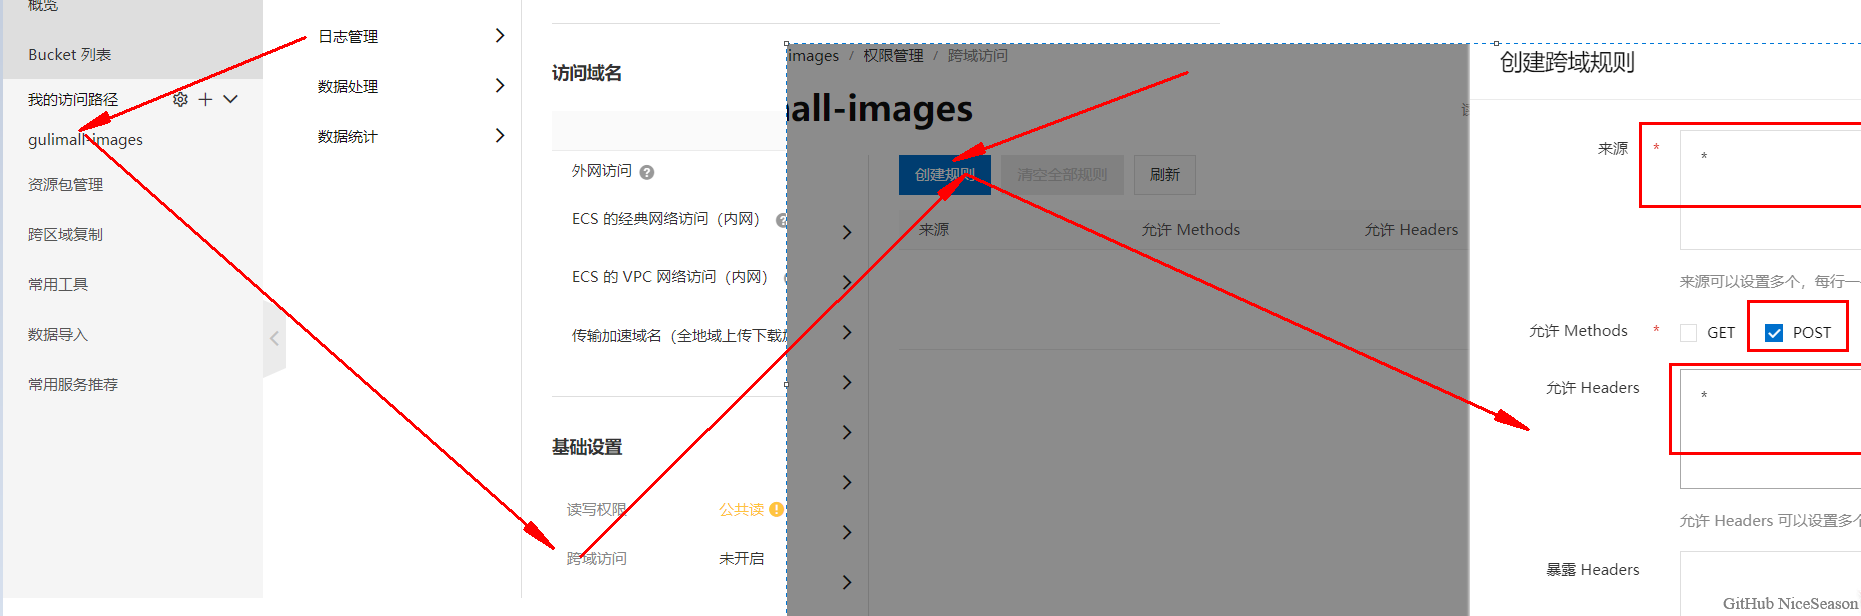 概览
Bucket 列表
我的访问路径
gulimall-images
资源包管理
跨区域复制
常用工具
数据导入
常用服务推荐
日志管理
数据处理
数据统计
访问域名
外网访问
ECS 的经典网络访问（内网）
ECS 的 VPC 网络访问（内网）
传输加速域名（全地域上传下载加
基础设置
读写权限 公共读
跨域访问 未开启
images / 权限管理 / 跨域访问
all-images
创建规则 清空全部规则 刷新
来源 允许 Methods 允许 Headers
创建跨域规则
来源 * *
来源可以设置多个，每行一
允许 Methods * GET POST
允许 Headers *
允许 Headers 可以设置多个
暴露 Headers
GitHub NiceSeason